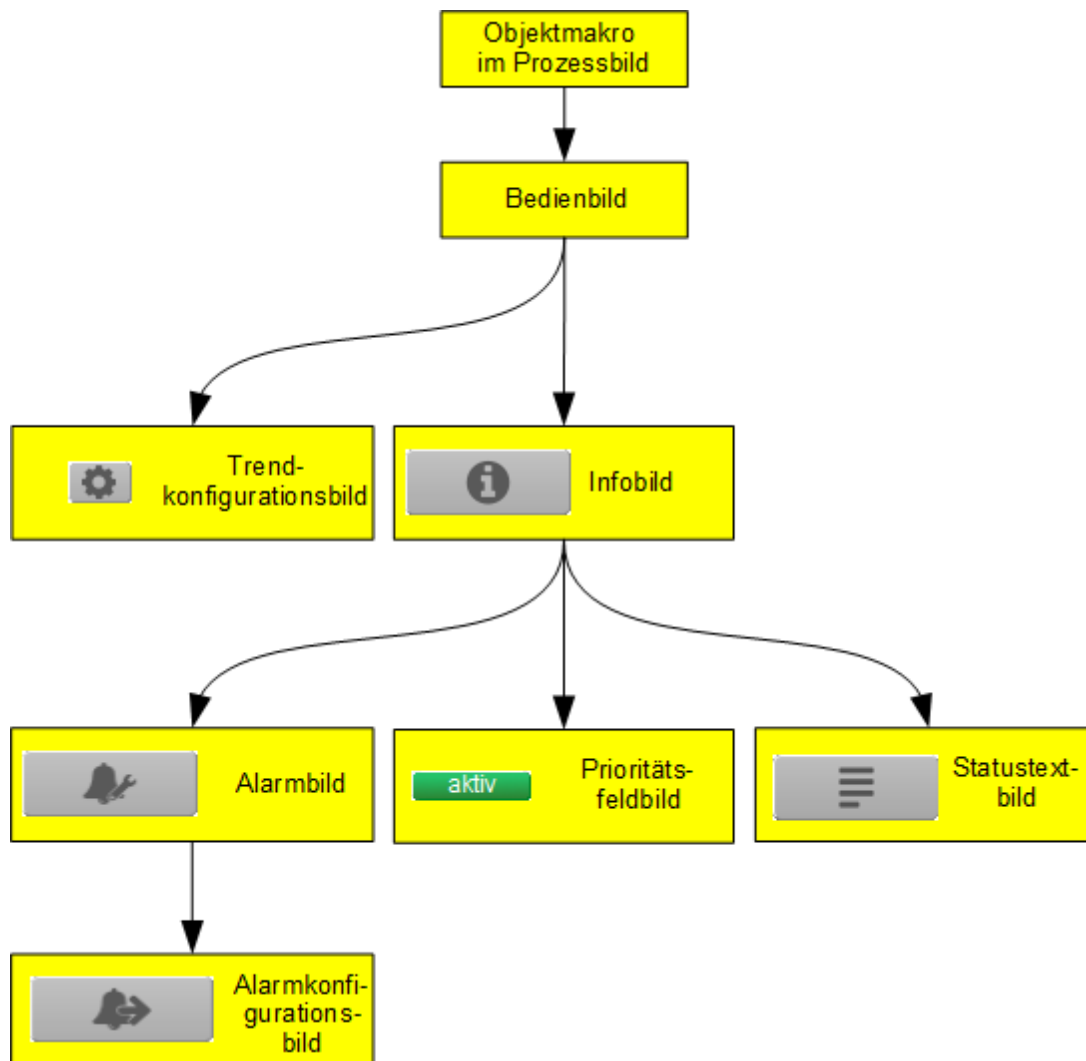 Objektmakro
im Prozessbild
Bedienbild
Trend-
konfigurationsbild
Infobild
Alarmbild
aktiv
Prioritäts-
feldbild
Statustext-
bild
Alarmkonfi-
gurations-
bild